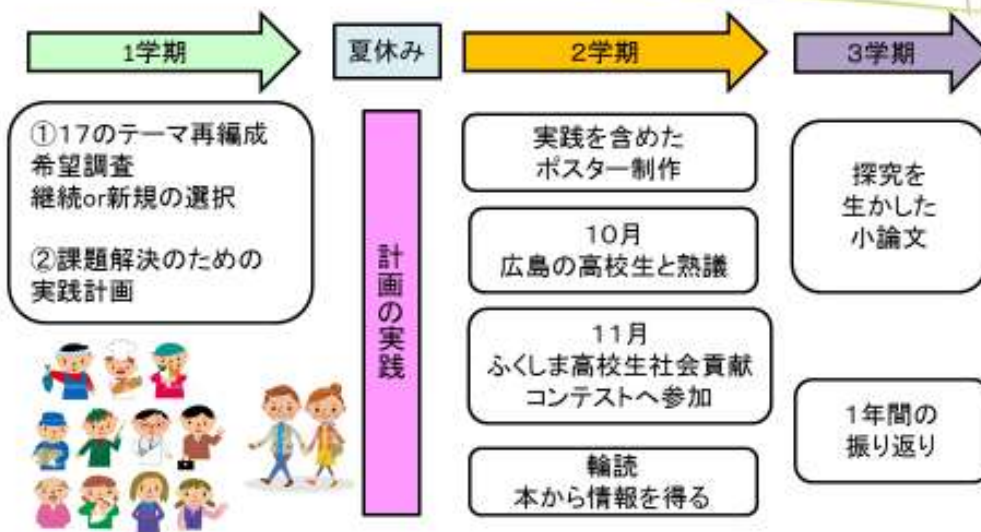 1学期
夏休み
2学期
3学期
①17のテーマ再編成
希望調査
継続or新規の選択
②課題解決のための
実践計画
計画の実践
実践を含めた
ポスター制作
10月
広島の高校生と熟議
11月
ふくしま高校生社会貢献
コンテストへ参加
輪読
本から情報を得る
探究を
生かした
小論文
1年間の
振り返り